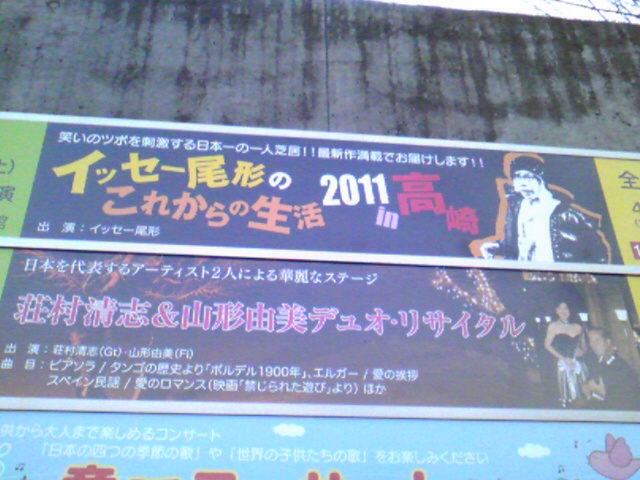 笑いのツボを刺激する日本一の一人芝居!!最新作満載でお届けします!!
イッセー尾形の
これからの生活
2011
in
高崎
出 演:イッセー尾形
土)
演
館
全
日本を代表するアーティスト2人による華麗なステージ
荘村清志&山形由美デュオ・リサイタル
出 演:荘村清志(Gt)・山形由美(Fl)
曲 目:ピアソラ / タンゴの歴史より「ボルデル1900年」、エルガー / 愛の挨拶
スペイン民謡 / 愛のロマンス(映画「禁じられた遊び」より) ほか
供から大人まで楽しめるコンサート
「日本の四つの季節の歌」や「世界の子供たちの歌」をお楽しみください